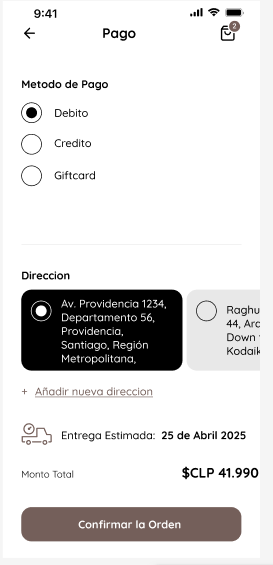 9:41
Pago
2
Metodo de Pago
Debito
Credito
Giftcard
Direccion
Av. Providencia 1234,
Departamento 56,
Providencia,
Santiago, Región
Metropolitana,
Raghu
44, Arc
Down
Kodaik
+ Añadir nueva direccion
Entrega Estimada: 25 de Abril 2025
Monto Total
$CLP 41.990
Confirmar la Orden